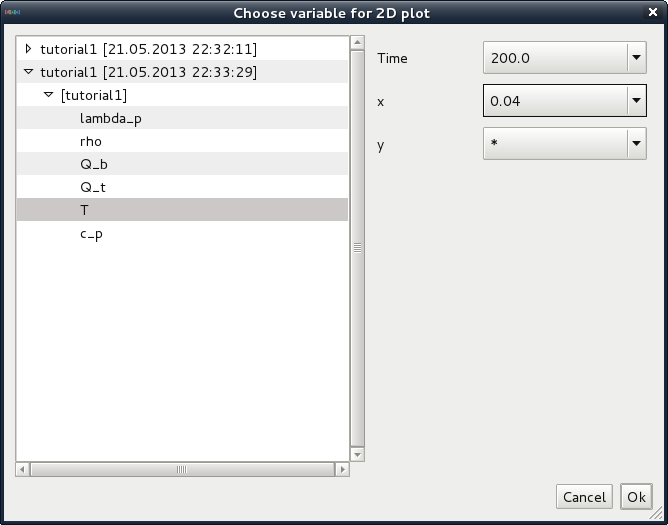 Choose variable for 2D plot
tutorial1 [21.05.2013 22:32:11]
tutorial1 [21.05.2013 22:33:29]
[tutorial1]
lambda_p
rho
Q_b
Q_t
T
c_p
Time 200.0
x 0.04
y *
Cancel Ok